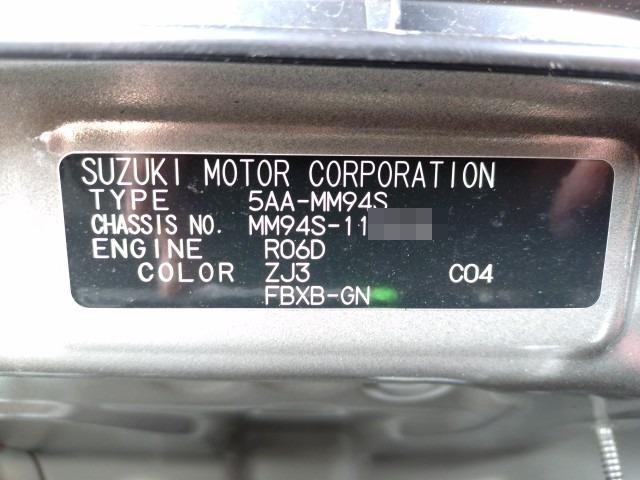 SUZUKI MOTOR CORPORATION
TYPE 5AA-MM94S
CHASSIS NO. MM94S-11
ENGINE R06D
COLOR ZJ3 C04
FBXB-GN